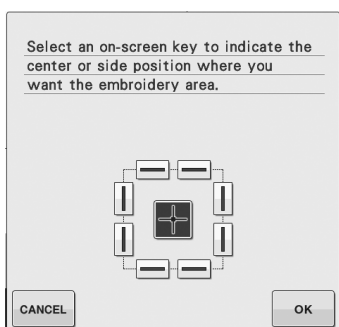 Select an on-screen key to indicate the
center or side position where you
want the embroidery area.
CANCEL
OK